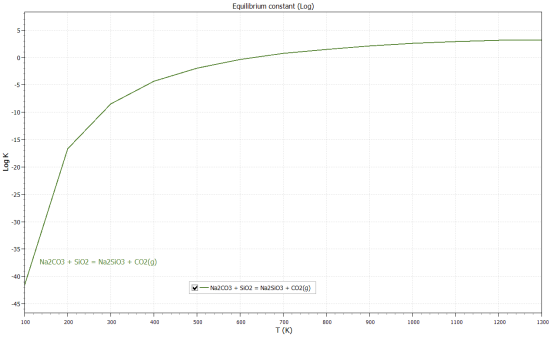 Equilibrium constant (Log)
5
0
-5
-10
-15
-20
-25
-30
-35
-40
-45
Log K
Na2CO3 + SiO2 = Na2SiO3 + CO2(g)
Na2CO3 + SiO2 = Na2SiO3 + CO2(g)
100 200 300 400 500 600 700 800 900 1000 1100 1200 1300
T (K)